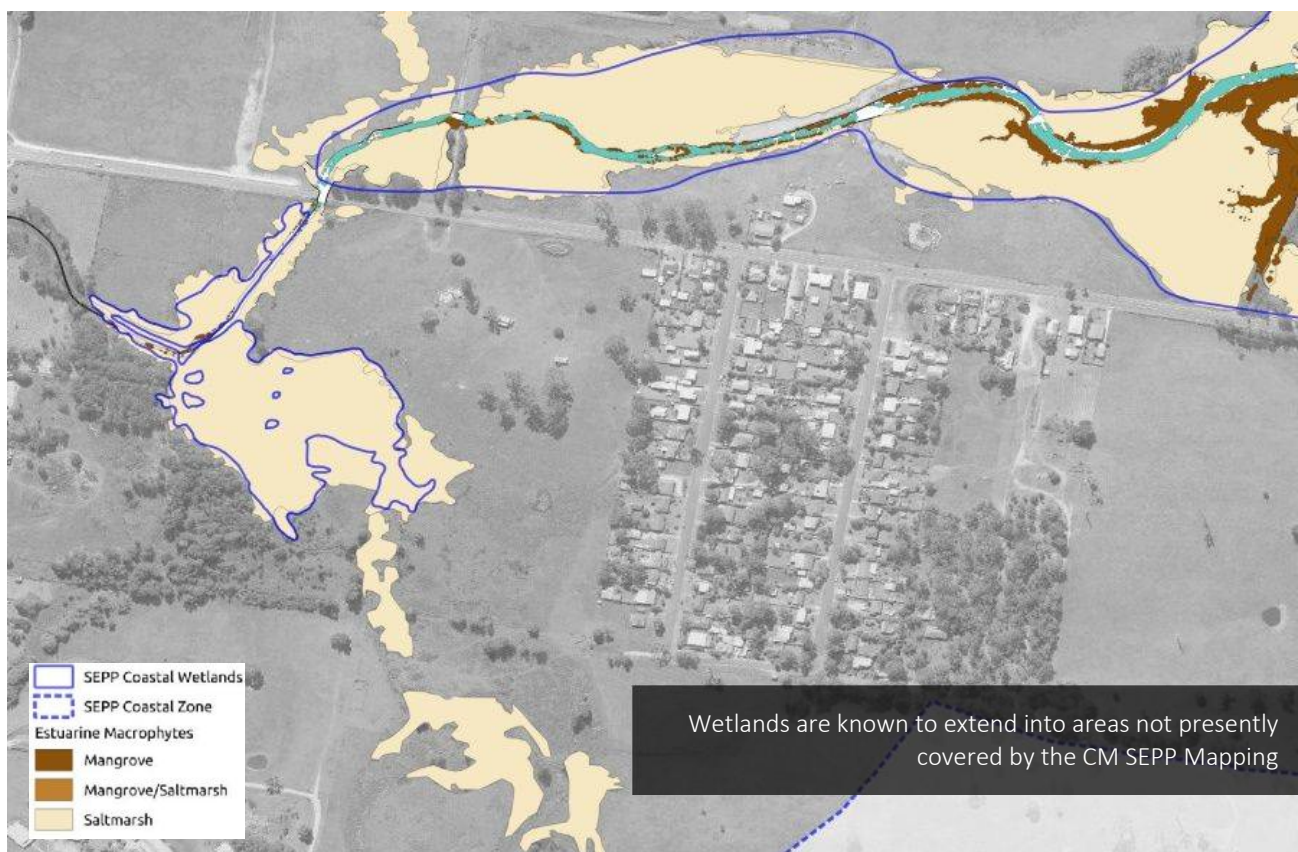 SEPP Coastal Wetlands
SEPP Coastal Zone
Estuarine Macrophytes
Mangrove
Mangrove/Saltmarsh
Saltmarsh
Wetlands are known to extend into areas not presently
covered by the CM SEPP Mapping